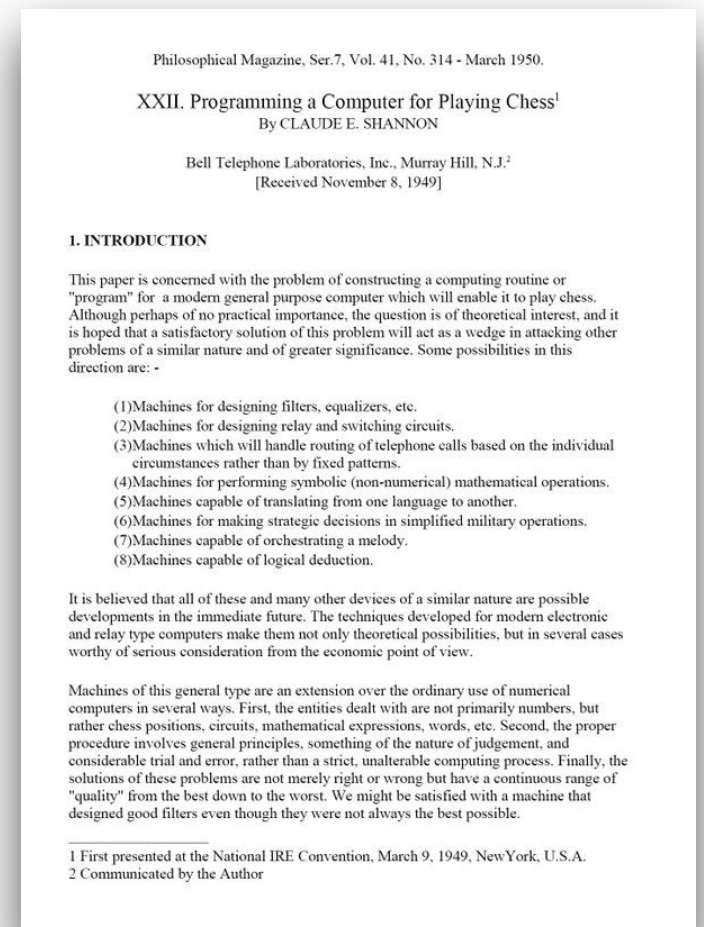 Philosophical Magazine, Ser.7, Vol. 41, No. 314 - March 1950.
XXII. Programming a Computer for Playing Chess¹
By CLAUDE E. SHANNON
Bell Telephone Laboratories, Inc., Murray Hill, N.J.²
[Received November 8, 1949]
1. INTRODUCTION
This paper is concerned with the problem of constructing a computing routine or
"program" for a modern general purpose computer which will enable it to play chess.
Although perhaps of no practical importance, the question is of theoretical interest, and it
is hoped that a satisfactory solution of this problem will act as a wedge in attacking other
problems of a similar nature and of greater significance. Some possibilities in this
direction are: -
(1)Machines for designing filters, equalizers, etc.
(2)Machines for designing relay and switching circuits.
(3)Machines which will handle routing of telephone calls based on the individual
circumstances rather than by fixed patterns.
(4)Machines for performing symbolic (non-numerical) mathematical operations.
(5)Machines capable of translating from one language to another.
(6)Machines for making strategic decisions in simplified military operations.
(7)Machines capable of orchestrating a melody.
(8)Machines capable of logical deduction.
It is believed that all of these and many other devices of a similar nature are possible
developments in the immediate future. The techniques developed for modern electronic
and relay type computers make them not only theoretical possibilities, but in several cases
worthy of serious consideration from the economic point of view.
Machines of this general type are an extension over the ordinary use of numerical
computers in several ways. First, the entities dealt with are not primarily numbers, but
rather chess positions, circuits, mathematical expressions, words, etc. Second, the proper
procedure involves general principles, something of the nature of judgement, and
considerable trial and error, rather than a strict, unalterable computing process. Finally, the
solutions of these problems are not merely right or wrong but have a continuous range of
"quality" from the best down to the worst. We might be satisfied with a machine that
designed good filters even though they were not always the best possible.
1 First presented at the National IRE Convention, March 9, 1949, NewYork, U.S.A.
2 Communicated by the Author